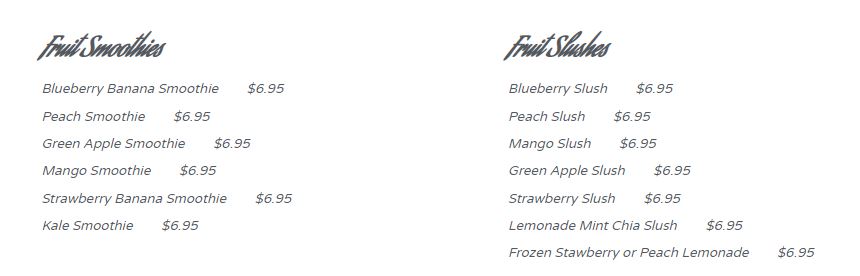 Fruit Smoothies
Blueberry Banana Smoothie $6.95
Peach Smoothie $6.95
Green Apple Smoothie $6.95
Mango Smoothie $6.95
Strawberry Banana Smoothie $6.95
Kale Smoothie $6.95
Fruit Slushes
Blueberry Slush $6.95
Peach Slush $6.95
Mango Slush $6.95
Green Apple Slush $6.95
Strawberry Slush $6.95
Lemonade Mint Chia Slush $6.95
Frozen Stawberry or Peach Lemonade $6.95